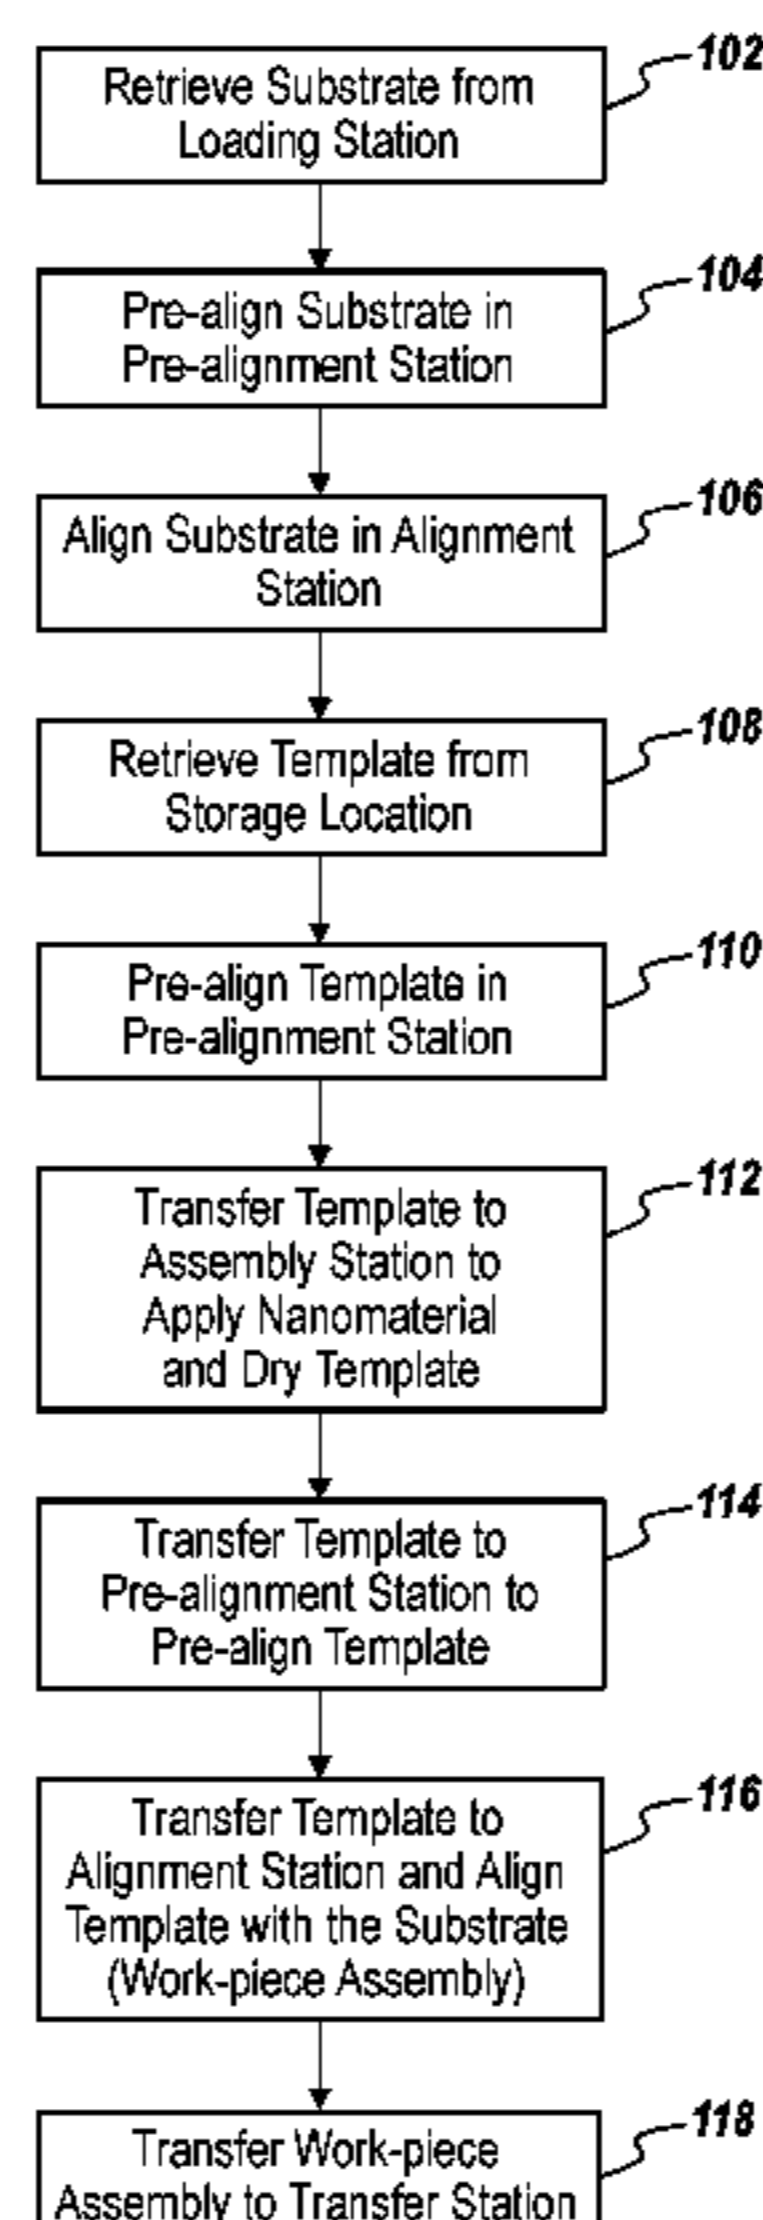 102
Retrieve Substrate from
Loading Station
104
Pre-align Substrate in
Pre-alignment Station
106
Align Substrate in Alignment
Station
108
Retrieve Template from
Storage Location
110
Pre-align Template in
Pre-alignment Station
112
Transfer Template to
Assembly Station to
Apply Nanomaterial
and Dry Template
114
Transfer Template to
Pre-alignment Station to
Pre-align Template
116
Transfer Template to
Alignment Station and Align
Template with the Substrate
(Work-piece Assembly)
118
Transfer Work-piece
Assembly to Transfer Station